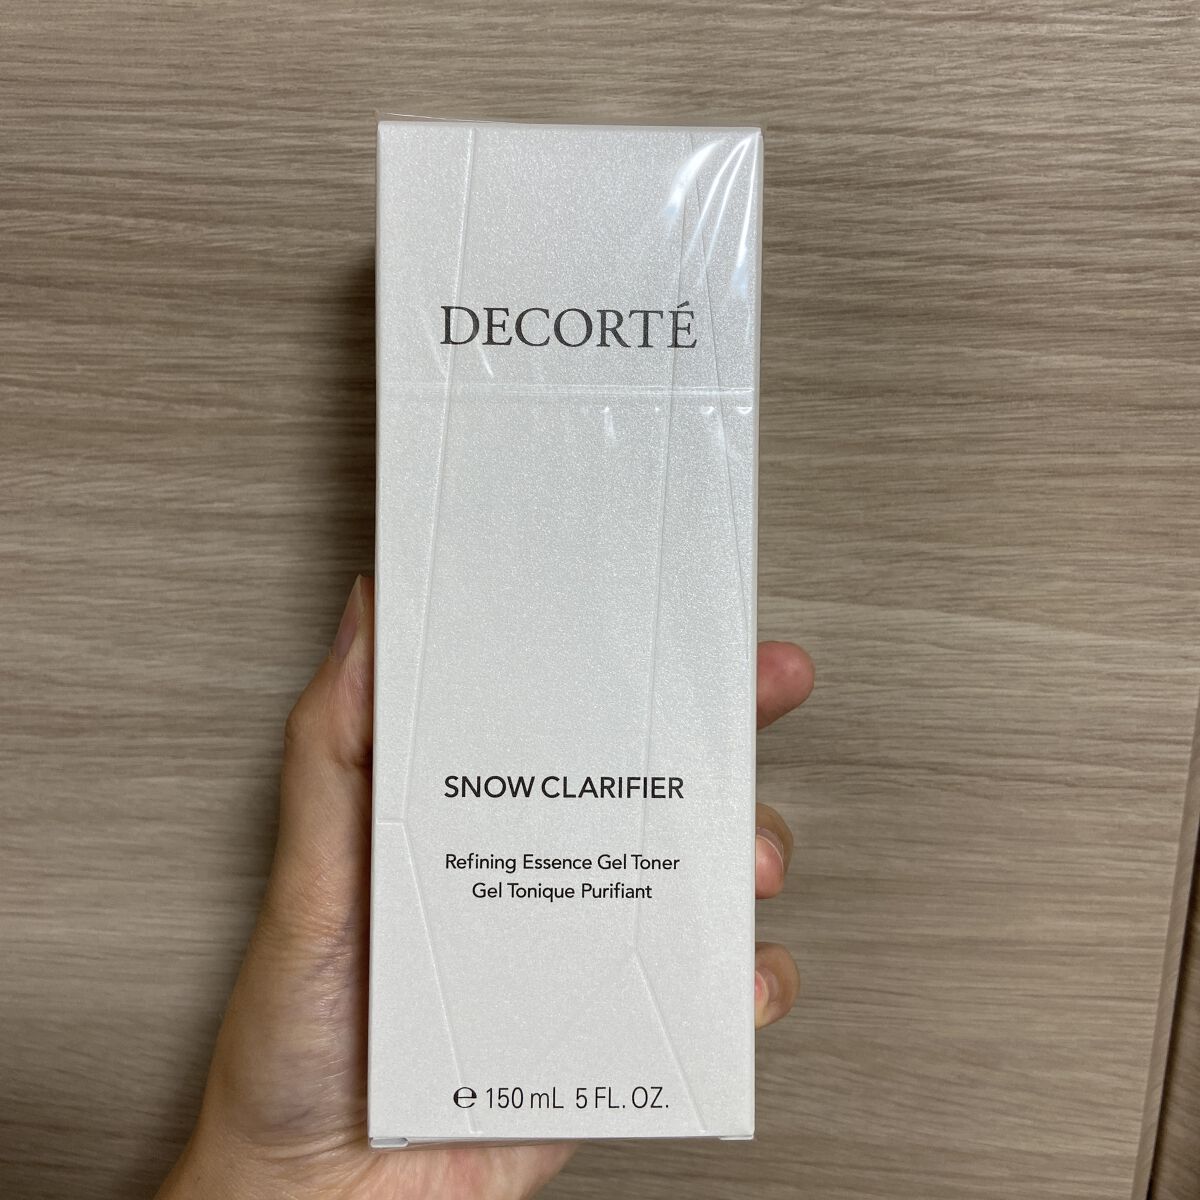 DECORTÉ
SNOW CLARIFIER
Refining Essence Gel Toner
Gel Tonique Purifiant
℮ 150 mL 5 FL. OZ.